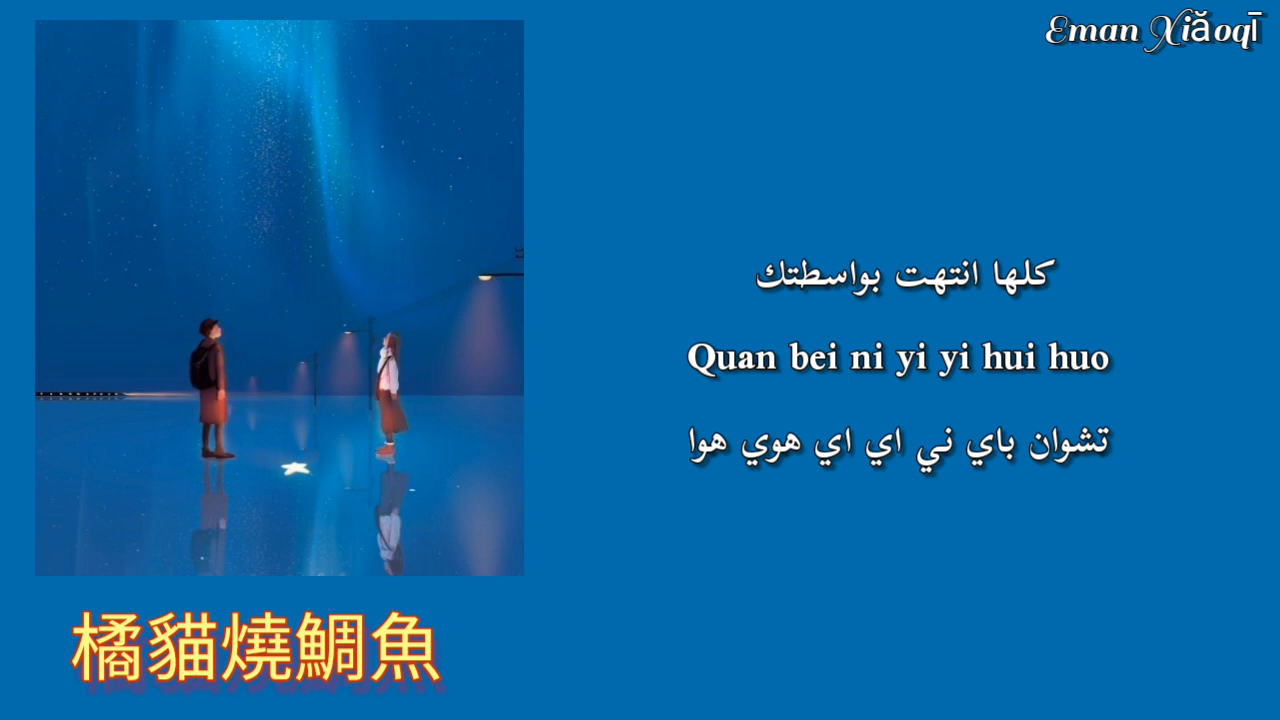 Eman Xiǎoqī
كلها انتهت بواسطتك
Quan bei ni yi yi hui huo
تشوان باي ني اي اي هوي هوا
橘貓燒鯛魚